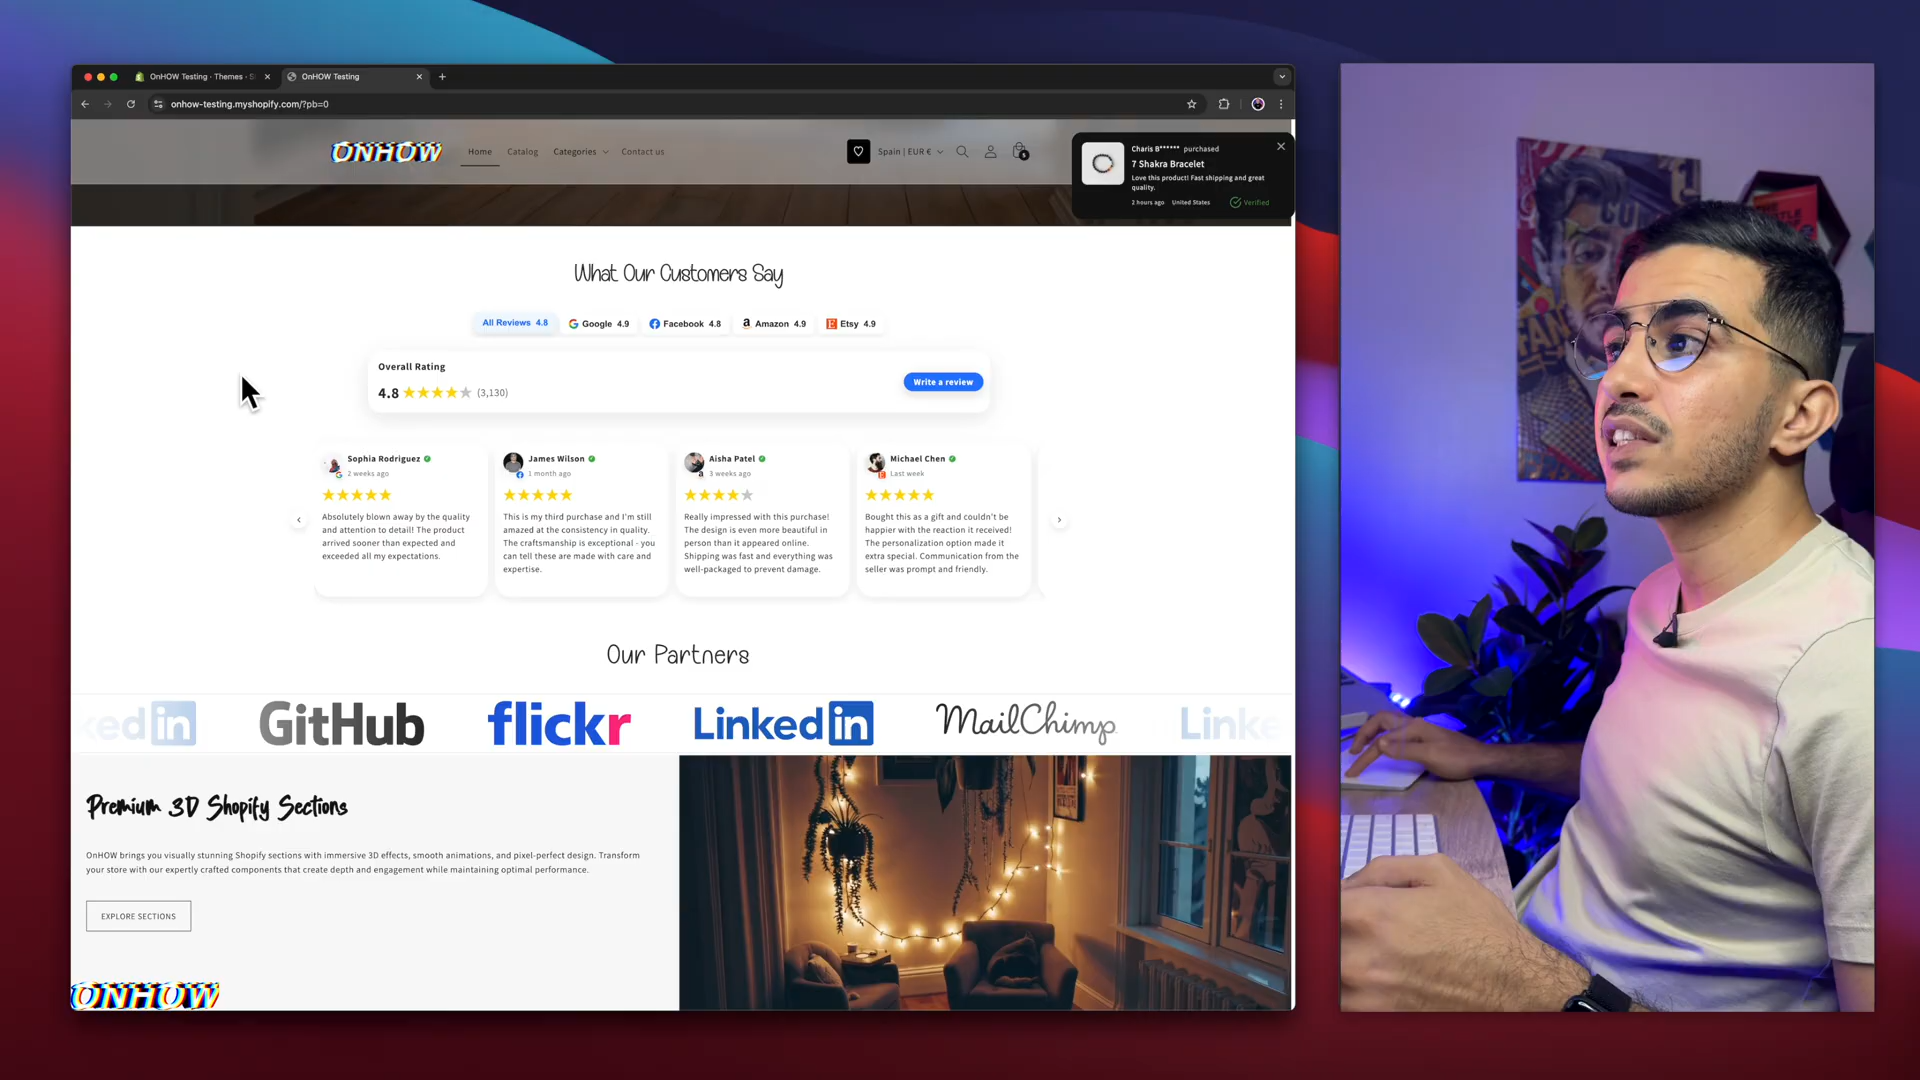 OnHOW Testing · Themes · S
OnHOW Testing
onhow-testing.myshopify.com/?pb=0
ONHOW
Home
Catalog
Categories
Contact us
Spain | EUR €
Charis B****** purchased
7 Shakra Bracelet
Love this product! Fast shipping and great
quality.
2 hours ago United States Verified
What Our Customers Say
All Reviews 4.8
Google 4.9
Facebook 4.8
Amazon 4.9
Etsy 4.9
Overall Rating
4.8 (3,130)
Write a review
Sophia Rodriguez
2 weeks ago
Absolutely blown away by the quality
and attention to detail! The product
arrived sooner than expected and
exceeded all my expectations.
James Wilson
1 month ago
This is my third purchase and I'm still
amazed at the consistency in quality.
The craftsmanship is exceptional - you
can tell these are made with care and
expertise.
Aisha Patel
3 weeks ago
Really impressed with this purchase!
The design is even more beautiful in
person than it appeared online.
Shipping was fast and everything was
well-packaged to prevent damage.
Michael Chen
Last week
Bought this as a gift and couldn't be
happier with the reaction it received!
The personalization option made it
extra special. Communication from the
seller was prompt and friendly.
Our Partners
kedin
GitHub
flickr
Linkedin
MailChimp
Linke
Premium 3D Shopify Sections
OnHOW brings you visually stunning Shopify sections with immersive 3D effects, smooth animations, and pixel-perfect design. Transform
your store with our expertly crafted components that create depth and engagement while maintaining optimal performance.
EXPLORE SECTIONS
ONHOW